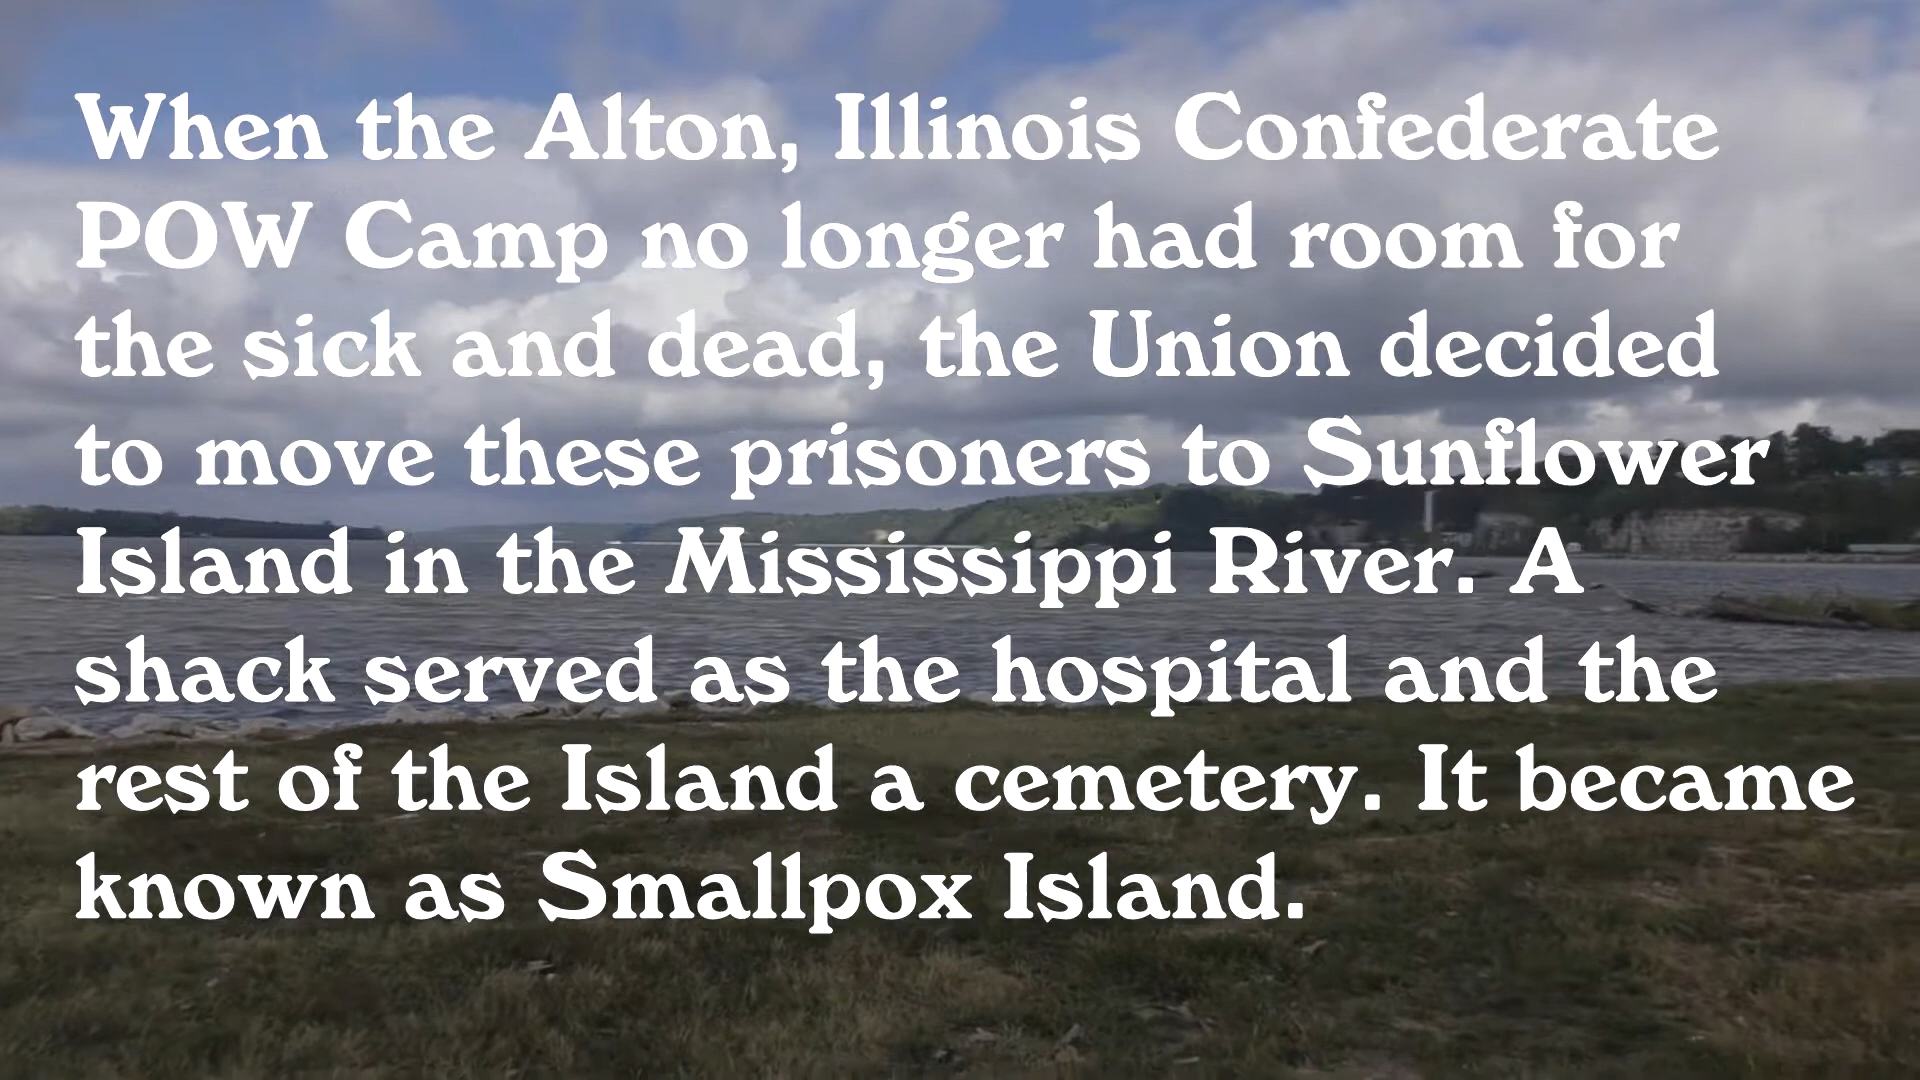 When the Alton, Illinois Confederate
POW Camp no longer had room for
the sick and dead, the Union decided
to move these prisoners to Sunflower
Island in the Mississippi River. A
shack served as the hospital and the
rest of the Island a cemetery. It became
known as Smallpox Island.